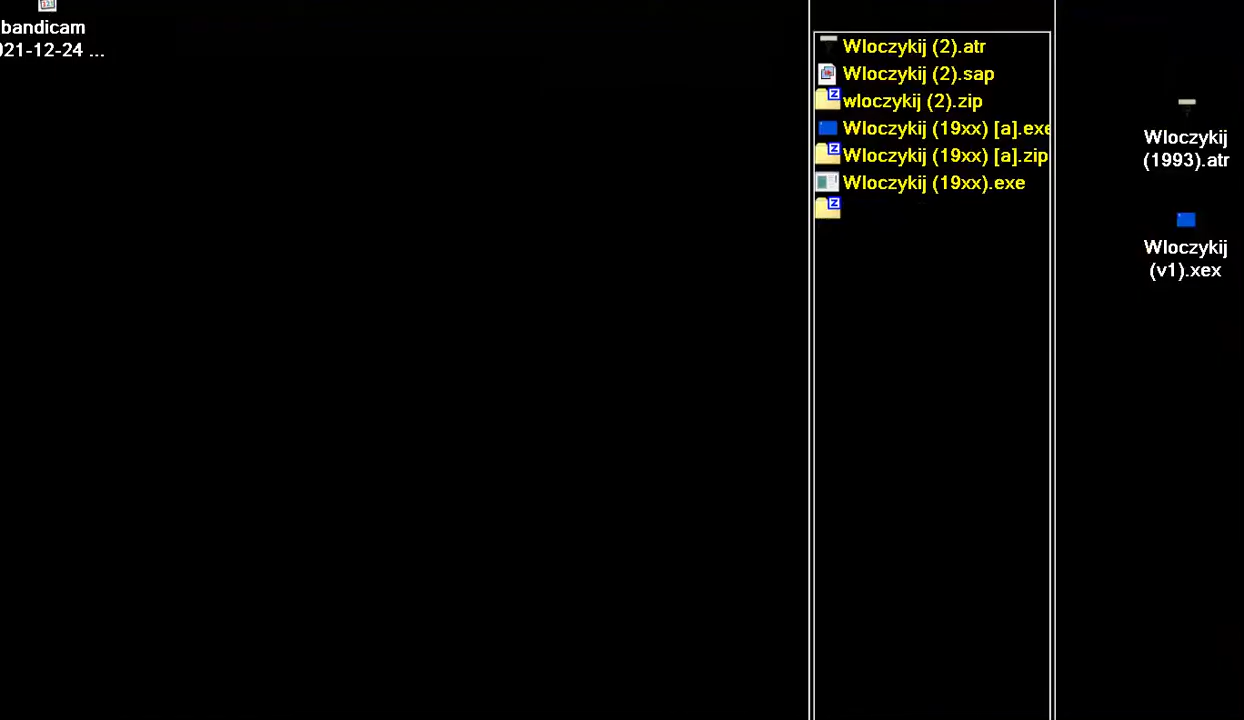 bandicam
021-12-24 ...
Wloczykij (2).atr
Wloczykij (2).sap
wloczykij (2).zip
Wloczykij (19xx) [a].exe
Wloczykij (19xx) [a].zip
Wloczykij (19xx).exe
Wloczykij
(1993).atr
Wloczykij
(v1).xex